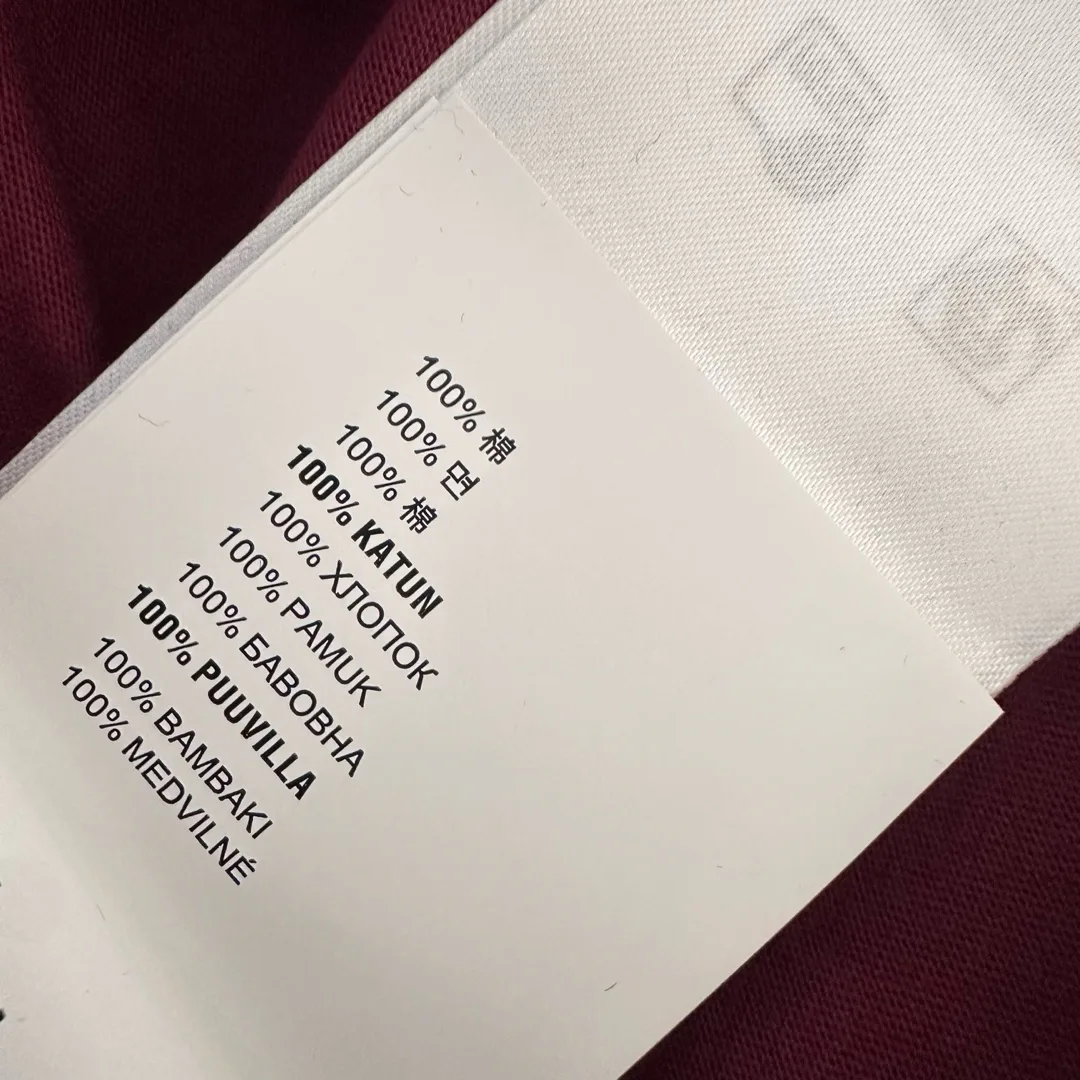 100% 棉
100% 면
100% 棉
100% KATUN
100% ХЛОПОК
100% PAMUK
100% БАВОВНА
100% PUUVILLA
100% BAMBAKI
100% MEDVILNĖ